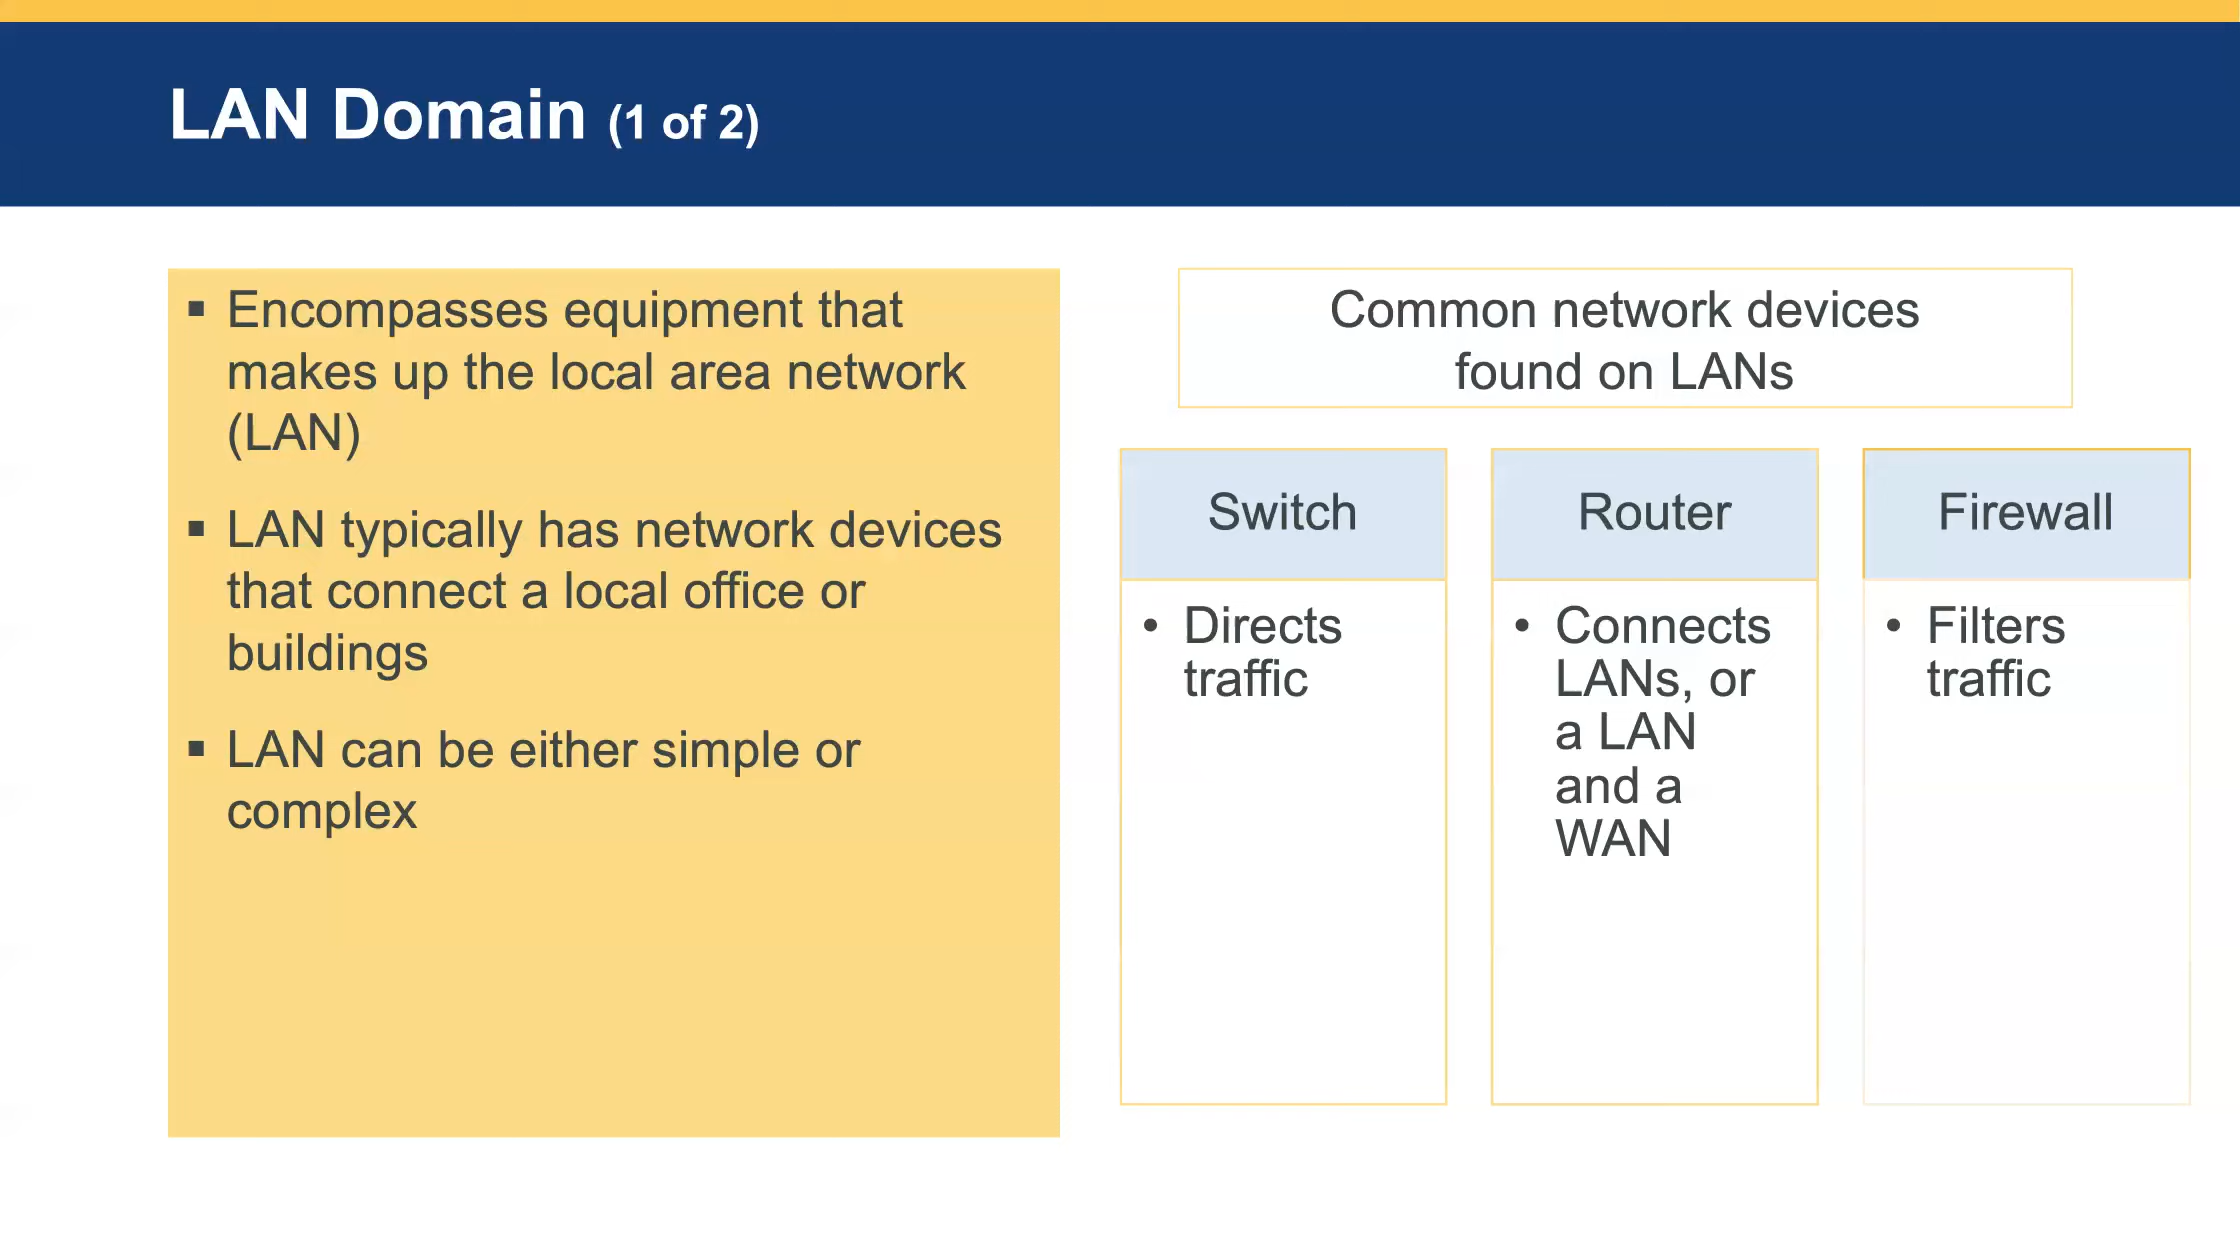 LAN Domain (1 of 2)
▪ Encompasses equipment that
makes up the local area network
(LAN)
▪ LAN typically has network devices
that connect a local office or
buildings
▪ LAN can be either simple or
complex
Common network devices
found on LANs
Switch
• Directs
traffic
Router
• Connects
LANs, or
a LAN
and a
WAN
Firewall
• Filters
traffic